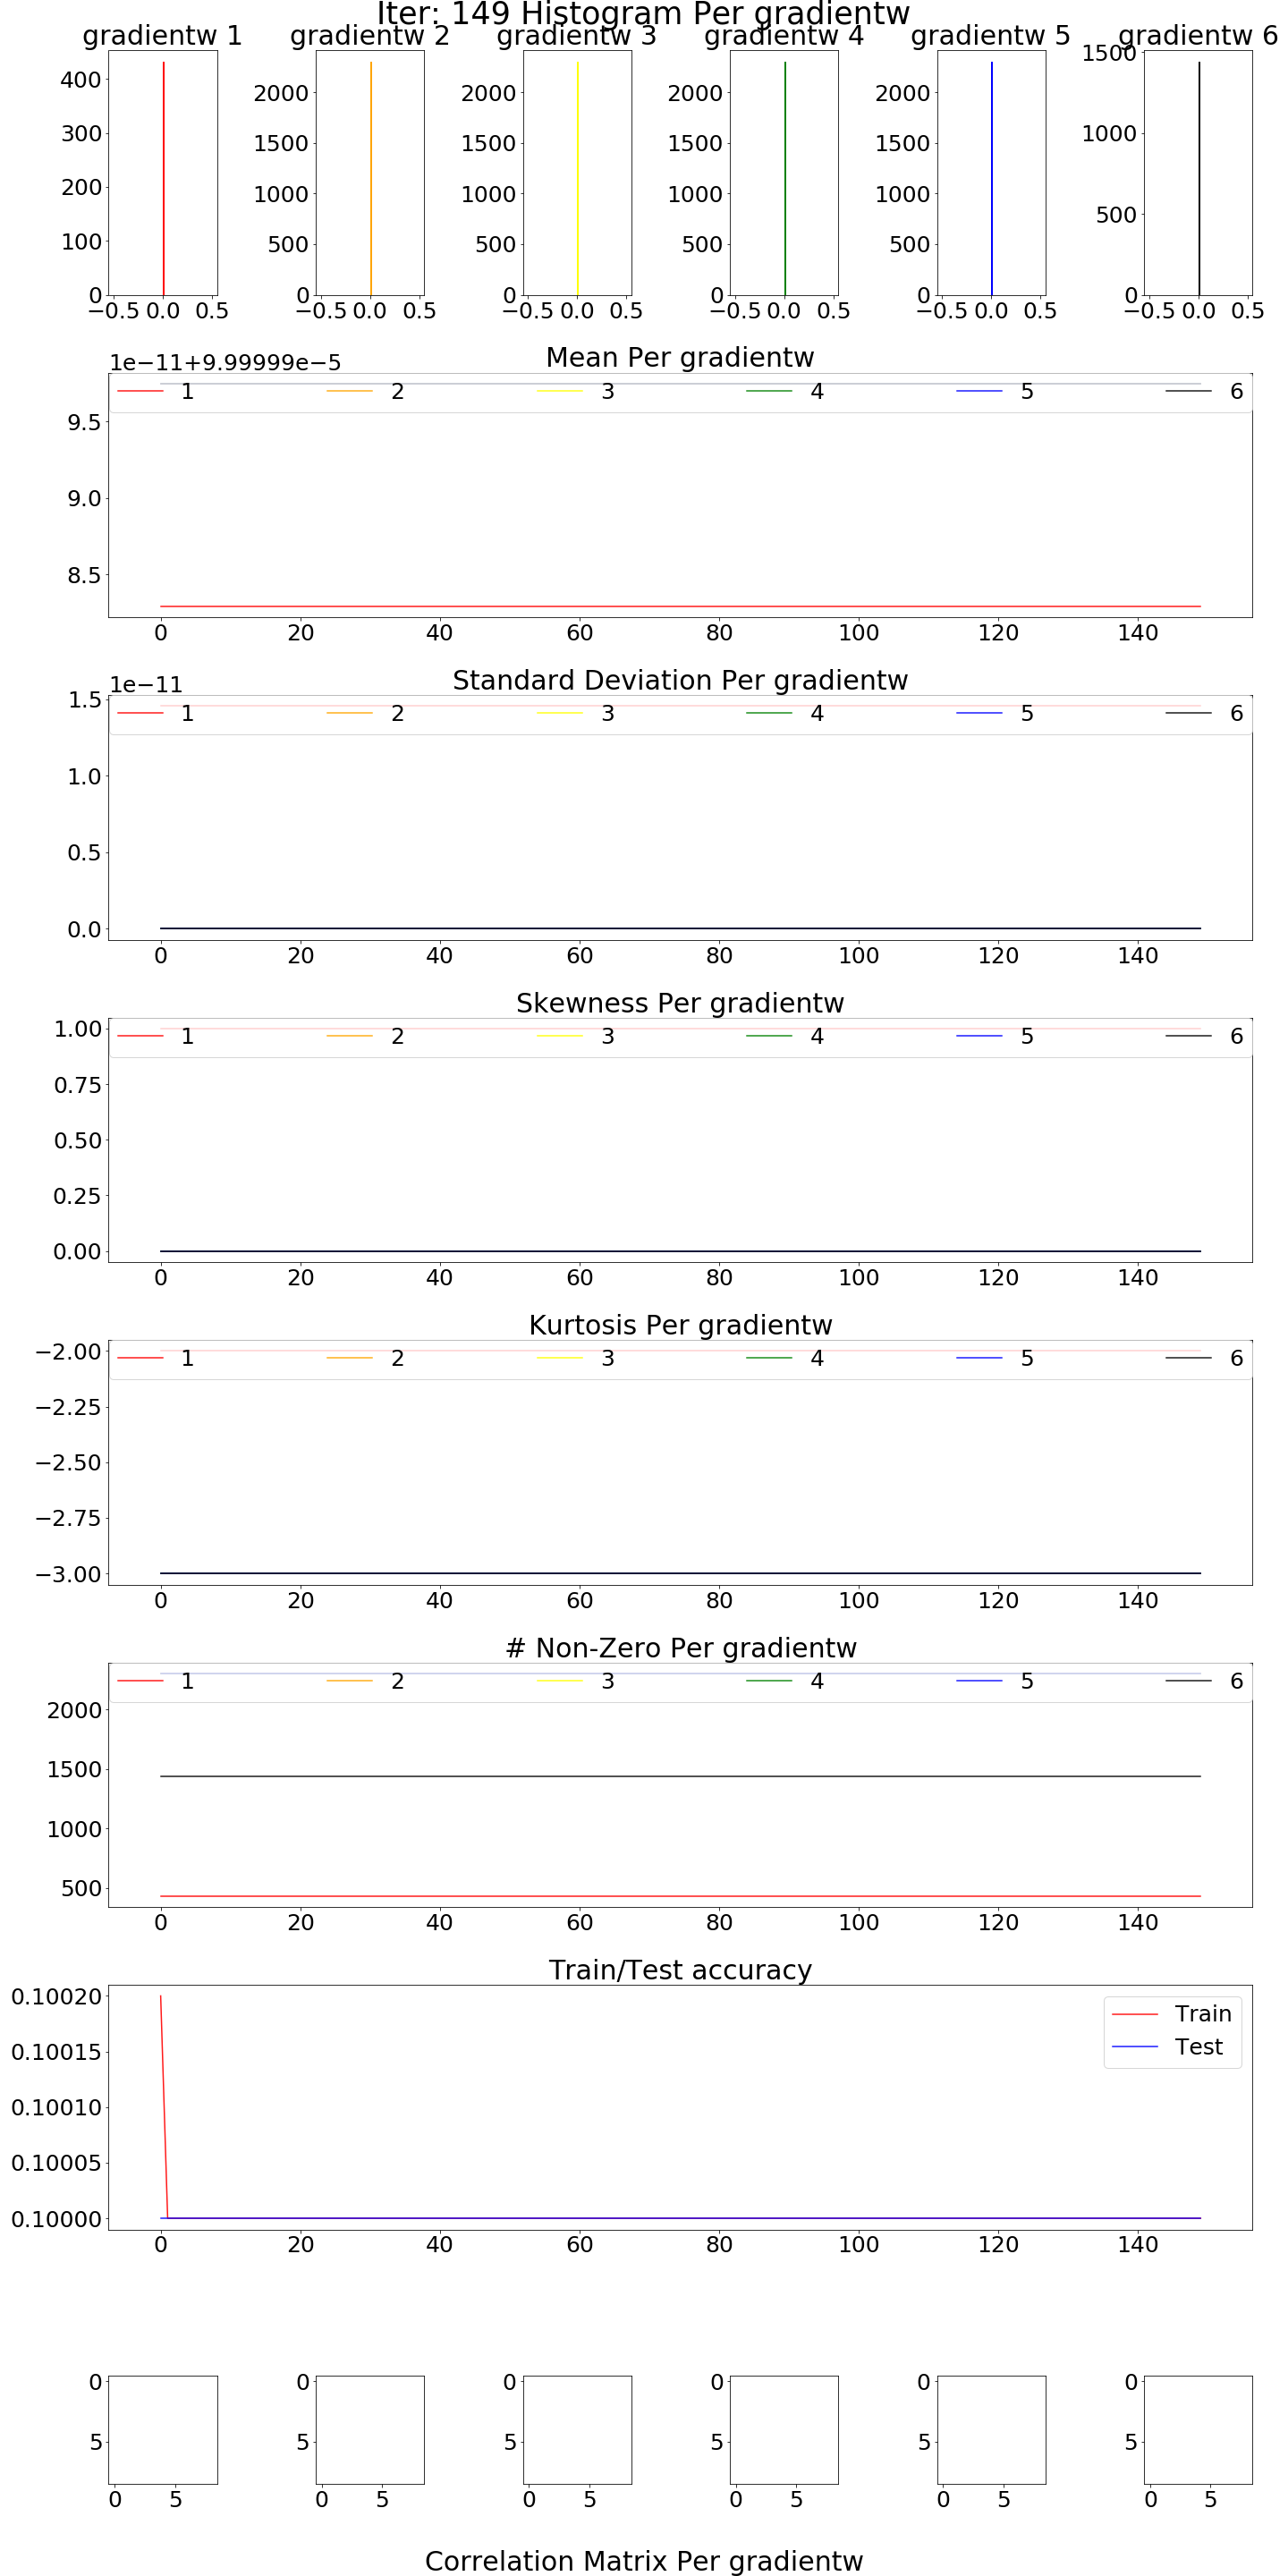 Iter: 149 Histogram Per gradientw
gradientw 1 gradientw 2 gradientw 3 gradientw 4 gradientw 5 gradientw 6
400 300 200 100 0
−0.5 0.0 0.5
2000 1500 1000 500 0
−0.5 0.0 0.5
2000 1500 1000 500 0
−0.5 0.0 0.5
2000 1500 1000 500 0
−0.5 0.0 0.5
2000 1500 1000 500 0
−0.5 0.0 0.5
1500 1000 500 0
−0.5 0.0 0.5
Mean Per gradientw
1e−11+9.99999e−5
1 2 3 4 5 6
9.5
9.0
8.5
0 20 40 60 80 100 120 140
Standard Deviation Per gradientw
1e−11
1 2 3 4 5 6
1.5
1.0
0.5
0.0
0 20 40 60 80 100 120 140
Skewness Per gradientw
1 2 3 4 5 6
1.00
0.75
0.50
0.25
0.00
0 20 40 60 80 100 120 140
Kurtosis Per gradientw
1 2 3 4 5 6
−2.00
−2.25
−2.50
−2.75
−3.00
0 20 40 60 80 100 120 140
# Non-Zero Per gradientw
1 2 3 4 5 6
2000
1500
1000
500
0 20 40 60 80 100 120 140
Train/Test accuracy
Train
Test
0.10020
0.10015
0.10010
0.10005
0.10000
0 20 40 60 80 100 120 140
0 0 0 0 0 0
5 5 5 5 5 5
0 5 0 5 0 5 0 5 0 5 0 5
Correlation Matrix Per gradientw